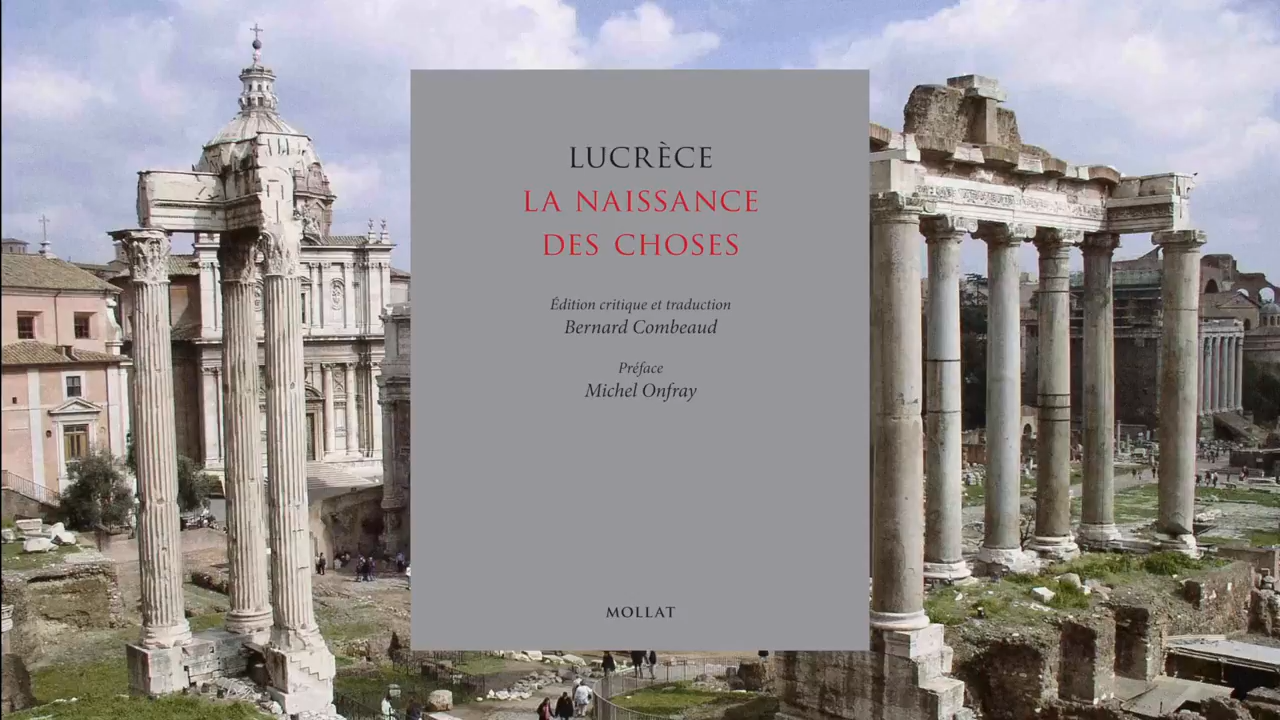 LUCRÈCE
LA NAISSANCE
DES CHOSES
Édition critique et traduction
Bernard Combeaud
Préface
Michel Onfray
MOLLAT